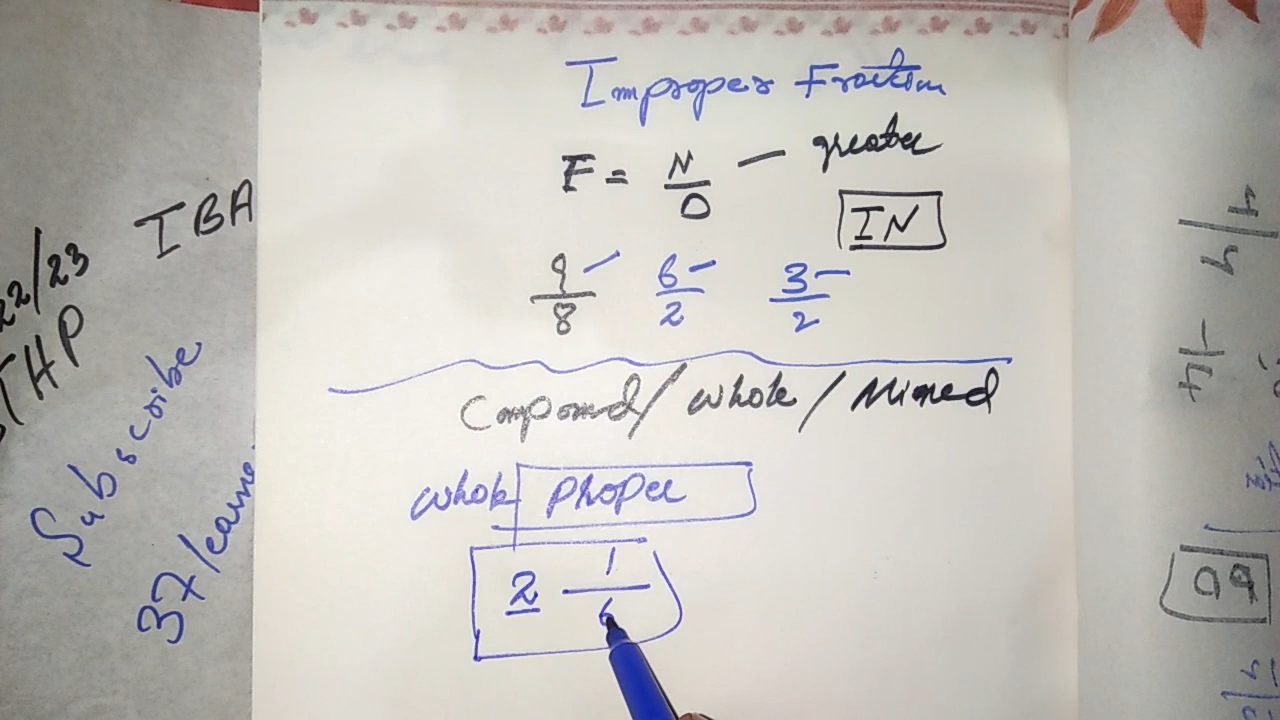 Improper Fraction
F = N/D — greater
IN
9/8 6/2 3/2
Compound / whole / Mixed
whole Proper
2 1/6
IBA
22/23
THP
Subscribe
37/learne